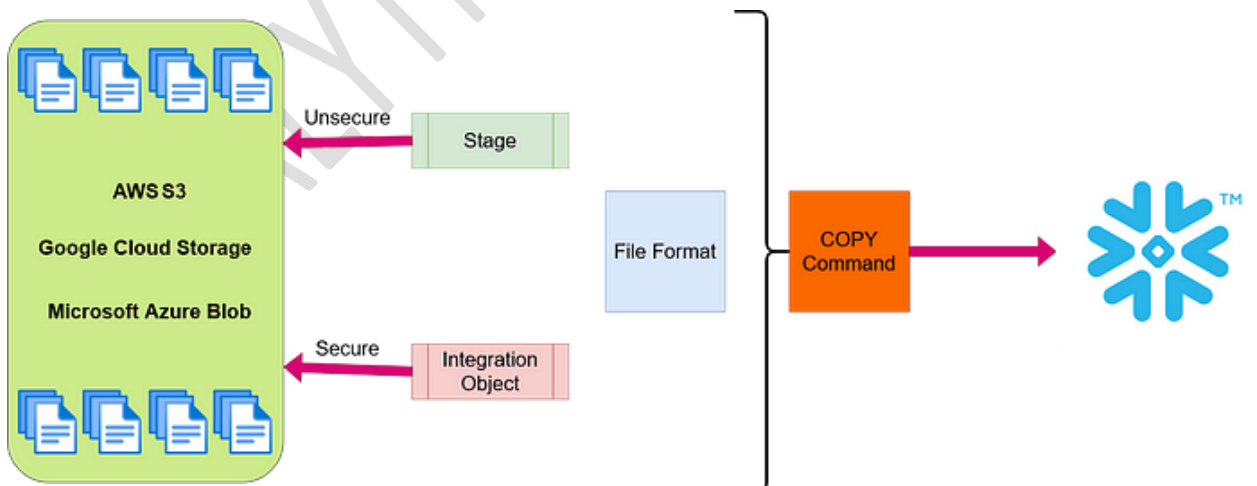 Unsecure
Stage
AWS S3
Google Cloud Storage
Microsoft Azure Blob
File Format
COPY
Command
TM
Secure
Integration
Object